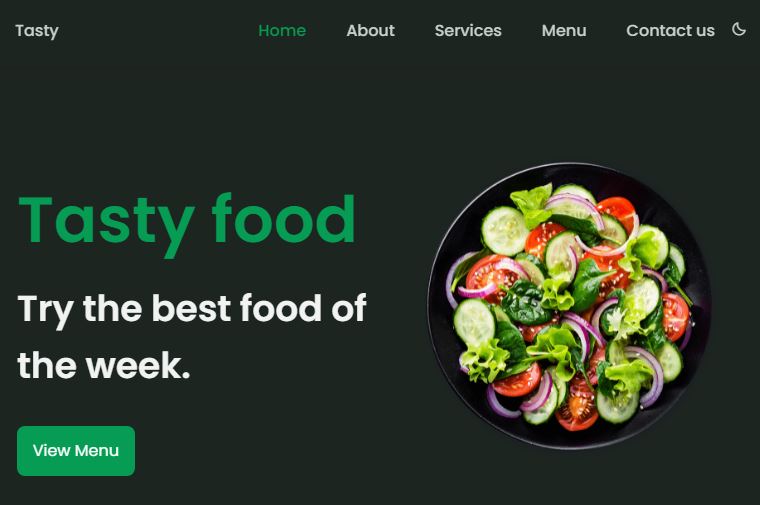 Tasty
Home About Services Menu Contact us
Tasty food
Try the best food of
the week.
View Menu